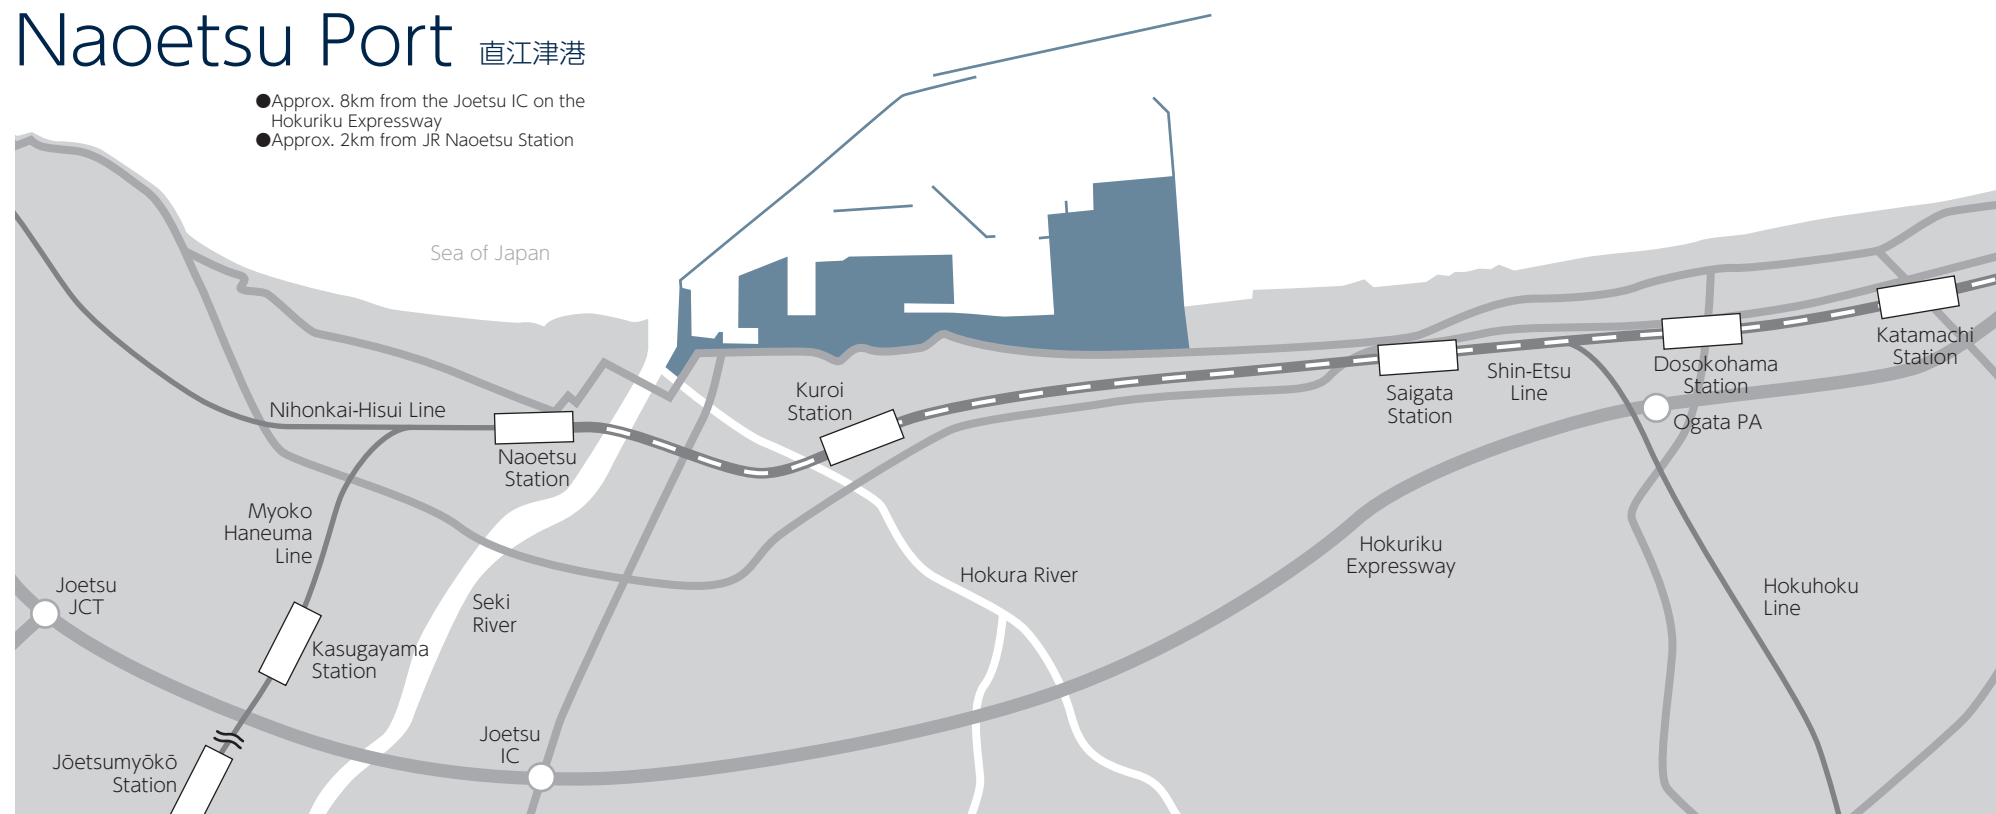 Naoetsu Port 直江津港
●Approx. 8km from the Joetsu IC on the
Hokuriku Expressway
●Approx. 2km from JR Naoetsu Station
Sea of Japan
Nihonkai-Hisui Line
Naoetsu
Station
Kuroi
Station
Saigata
Station
Shin-Etsu
Line
Dosokohama
Station
Katamachi
Station
Ogata PA
Myoko
Haneuma
Line
Joetsu
JCT
Kasugayama
Station
Seki
River
Hokura River
Hokuriku
Expressway
Hokuhoku
Line
Joetsu
IC
Jōetsumyōkō
Station